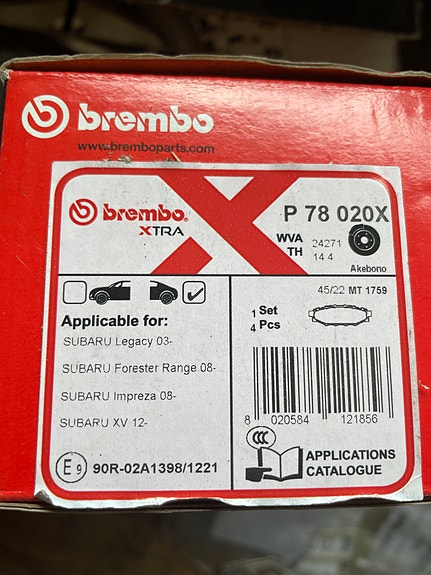 brembo
www.bremboparts.com
brembo
XTRA
P 78 020X
WVA 24271
TH 14 4
Akebono
45/22 MT 1759
1 Set
4 Pcs
Applicable for:
SUBARU Legacy 03-
SUBARU Forester Range 08-
SUBARU Impreza 08-
SUBARU XV 12-
8 020584 121856
CCC
E9 90R-02A1398/1221
APPLICATIONS
CATALOGUE